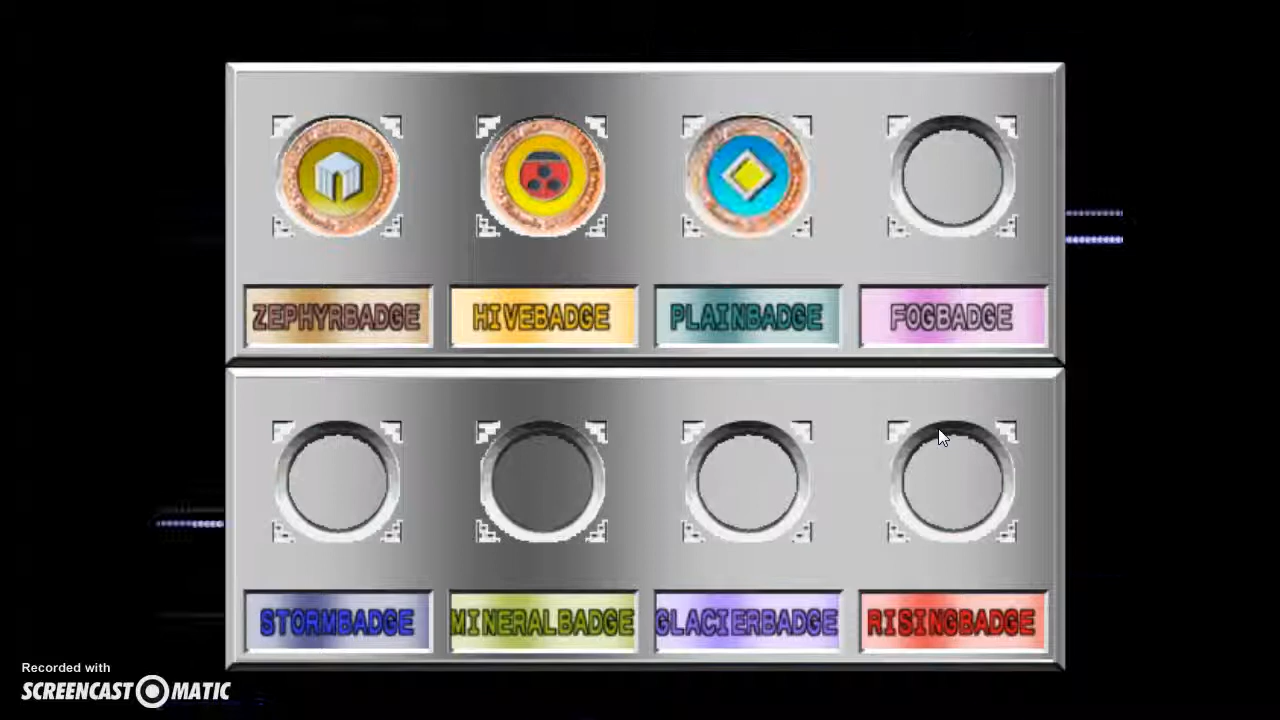 ZEPHYRBADGE
HIVEBADGE
PLAINBADGE
FOGBADGE
STORMBADGE
MINERALBADGE
GLACIERBADGE
RISINGBADGE
Recorded with
SCREENCAST-O-MATIC